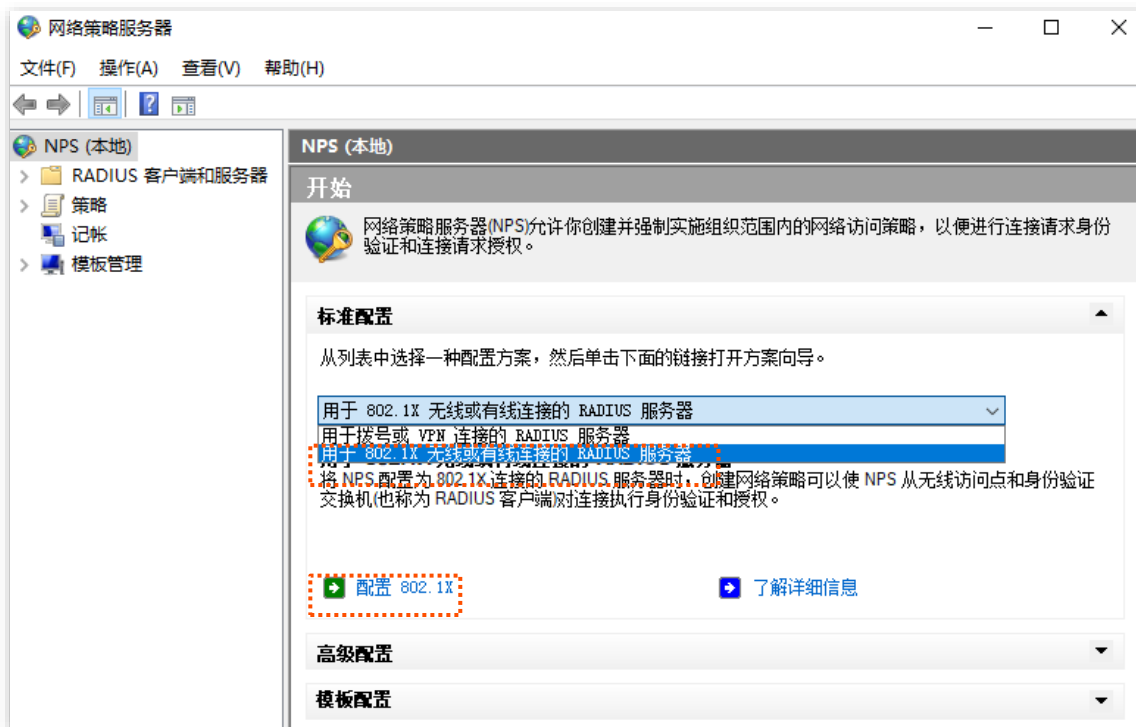 网络策略服务器
文件(F) 操作(A) 查看(V) 帮助(H)
NPS (本地)
RADIUS 客户端和服务器
策略
记帐
模板管理
NPS (本地)
开始
网络策略服务器(NPS)允许你创建并强制实施组织范围内的网络访问策略，以便进行连接请求身份
验证和连接请求授权。
标准配置
从列表中选择一种配置方案，然后单击下面的链接打开方案向导。
用于 802.1X 无线或有线连接的 RADIUS 服务器
用于拨号或 VPN 连接的 RADIUS 服务器
用于 802.1X 无线或有线连接的 RADIUS 服务器
将 NPS 配置为 802.1X 连接的 RADIUS 服务器时，创建网络策略可以使 NPS 从无线访问点和身份验证
交换机(也称为 RADIUS 客户端)对连接执行身份验证和授权。
配置 802.1X
了解详细信息
高级配置
模板配置